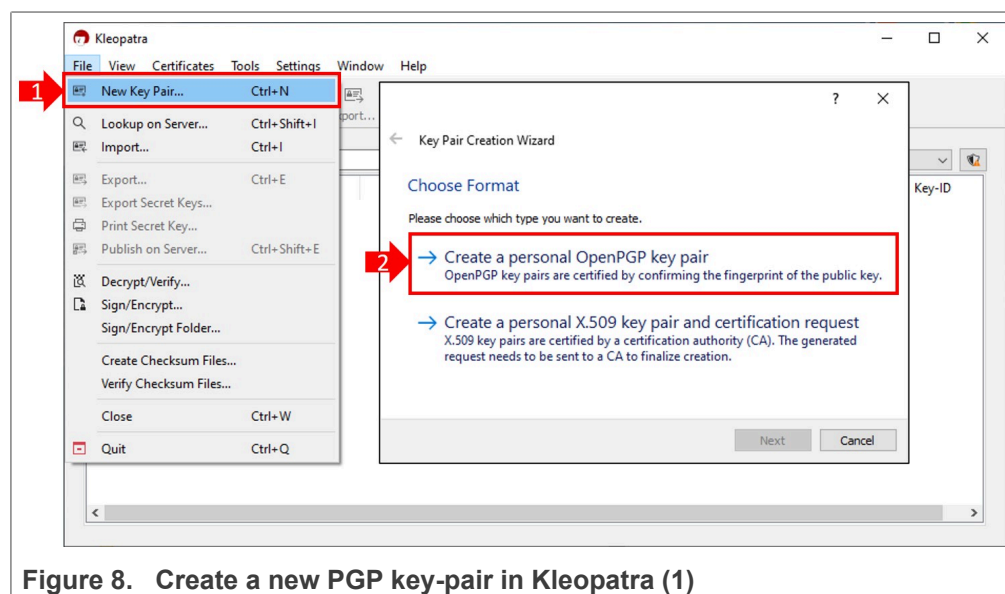 Kleopatra
File View Certificates Tools Settings Window Help
1
New Key Pair... Ctrl+N
Lookup on Server... Ctrl+Shift+I
Import... Ctrl+I
Export... Ctrl+E
Export Secret Keys...
Print Secret Key...
Publish on Server... Ctrl+Shift+E
Decrypt/Verify...
Sign/Encrypt...
Sign/Encrypt Folder...
Create Checksum Files...
Verify Checksum Files...
Close Ctrl+W
Quit Ctrl+Q
port...
?
Key Pair Creation Wizard
Choose Format
Please choose which type you want to create.
2
Create a personal OpenPGP key pair
OpenPGP key pairs are certified by confirming the fingerprint of the public key.
Create a personal X.509 key pair and certification request
X.509 key pairs are certified by a certification authority (CA). The generated
request needs to be sent to a CA to finalize creation.
Next Cancel
Key-ID
Figure 8. Create a new PGP key-pair in Kleopatra (1)